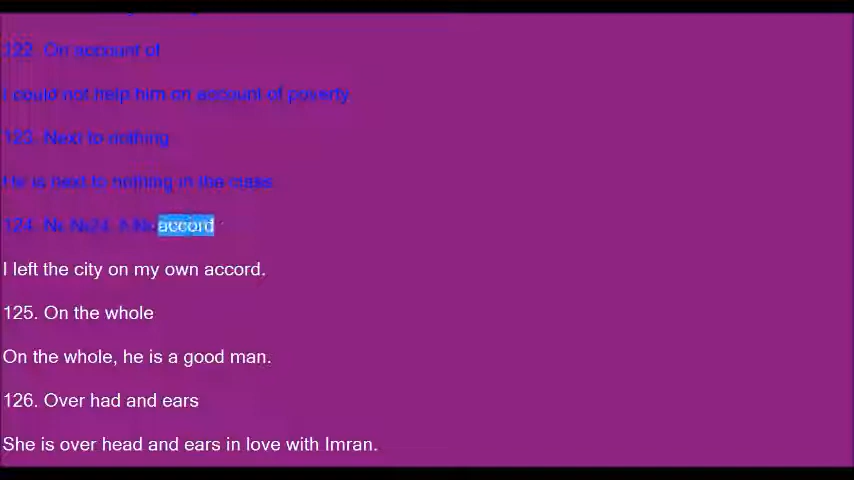 122. On account of
I could not help him on account of poverty
123. Next to nothing
He is next to nothing in the class.
124. accord
I left the city on my own accord.
125. On the whole
On the whole, he is a good man.
126. Over had and ears
She is over head and ears in love with Imran.